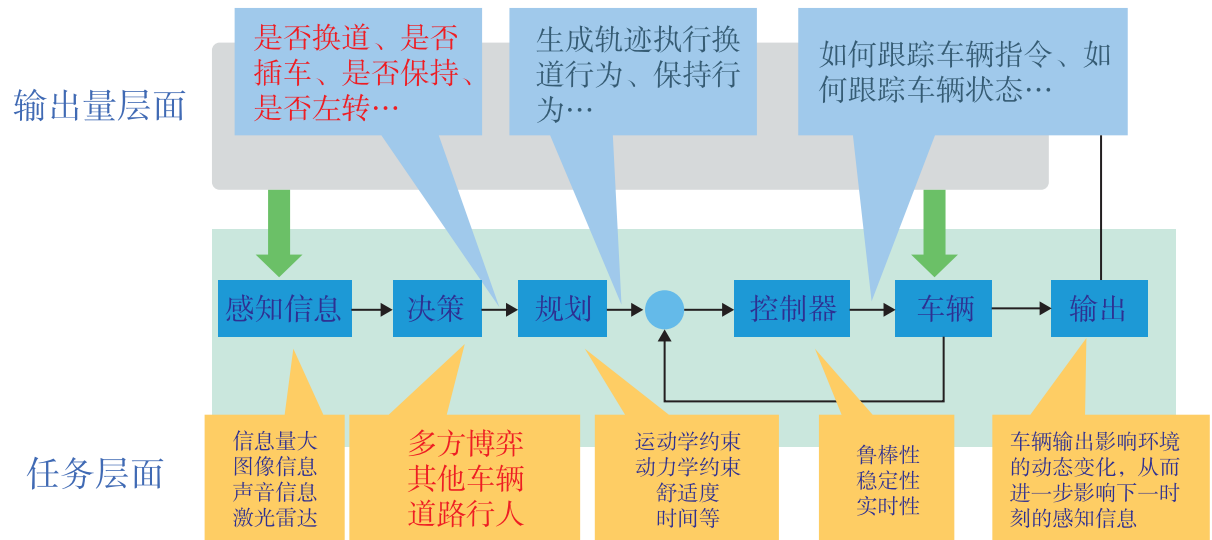 输出量层面
是否换道、是否
插车、是否保持、
是否左转…
生成轨迹执行换
道行为、保持行
为…
如何跟踪车辆指令、如
何跟踪车辆状态…
感知信息
决策
规划
控制器
车辆
输出
任务层面
信息量大
图像信息
声音信息
激光雷达
多方博弈
其他车辆
道路行人
运动学约束
动力学约束
舒适度
时间等
鲁棒性
稳定性
实时性
车辆输出影响环境
的动态变化，从而
进一步影响下一时
刻的感知信息